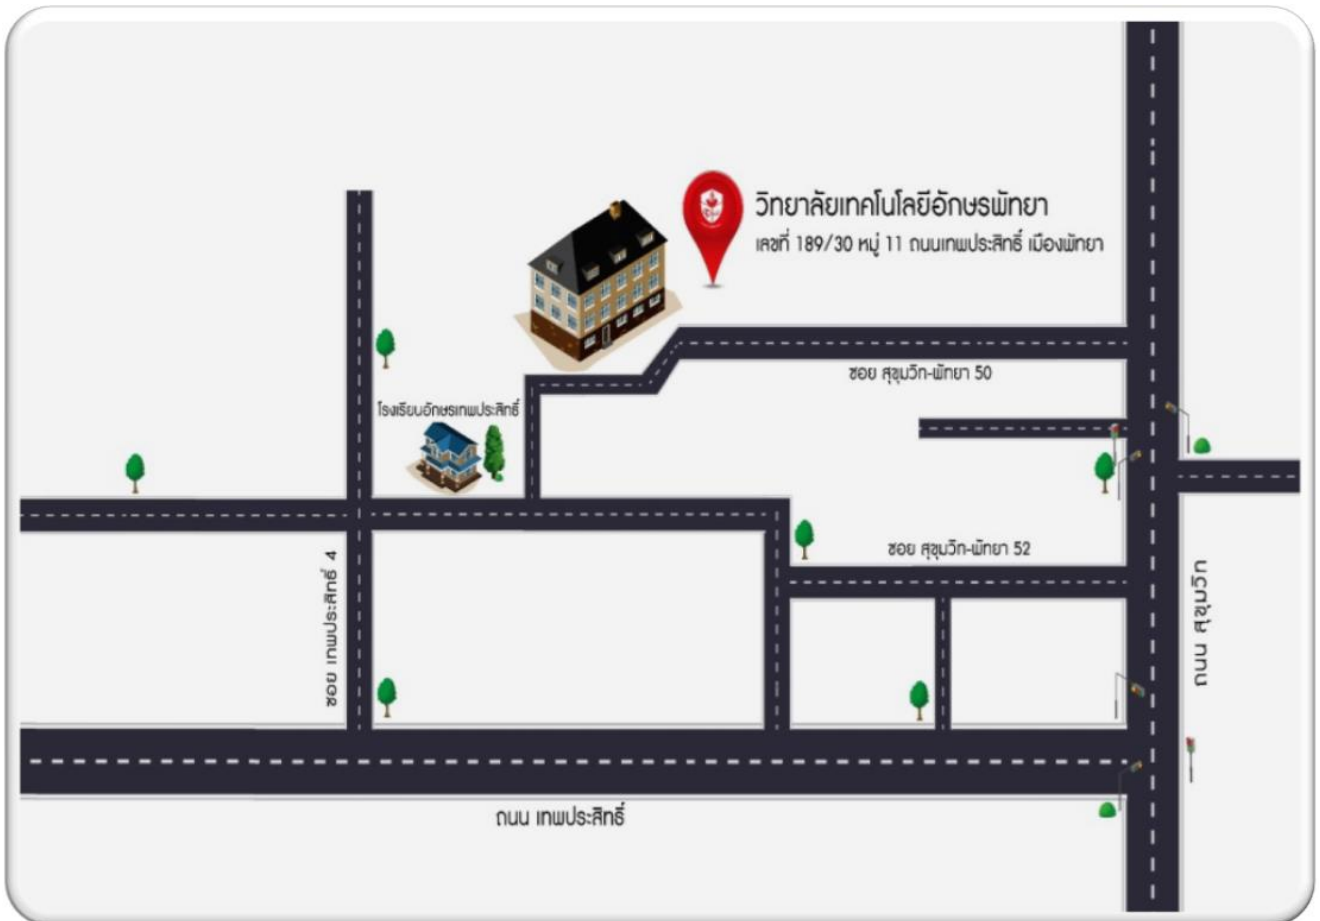 วิทยาลัยเทคโนโลยีอักษรพัทยา
เลขที่ 189/30 หมู่ 11 ถนนเทพประสิทธิ์ เมืองพัทยา
ซอย สุขุมวิท-พัทยา 50
โรงเรียนอักษรเทพประสิทธิ์
ซอย สุขุมวิท-พัทยา 52
ซอย เทพประสิทธิ์ 4
ถนน สุขุมวิท
ถนน เทพประสิทธิ์